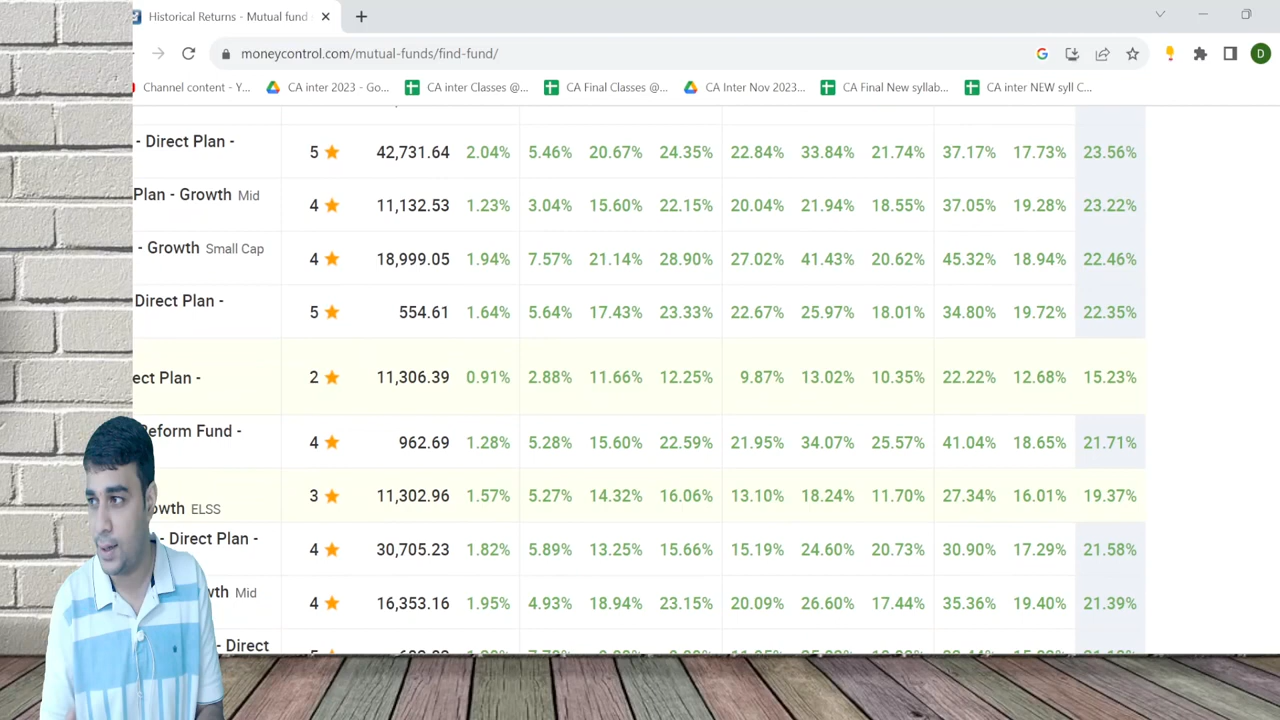 Historical Returns - Mutual fund
moneycontrol.com/mutual-funds/find-fund/
D
Channel content - Y...
CA inter 2023 - Go...
CA inter Classes @...
CA Final Classes @...
CA Inter Nov 2023...
CA Final New syllab...
CA inter NEW syll C...
- Direct Plan -
5 42,731.64 2.04% 5.46% 20.67% 24.35% 22.84% 33.84% 21.74% 37.17% 17.73% 23.56%
Plan - Growth Mid
4 11,132.53 1.23% 3.04% 15.60% 22.15% 20.04% 21.94% 18.55% 37.05% 19.28% 23.22%
- Growth Small Cap
4 18,999.05 1.94% 7.57% 21.14% 28.90% 27.02% 41.43% 20.62% 45.32% 18.94% 22.46%
Direct Plan -
5 554.61 1.64% 5.64% 17.43% 23.33% 22.67% 25.97% 18.01% 34.80% 19.72% 22.35%
ect Plan -
2 11,306.39 0.91% 2.88% 11.66% 12.25% 9.87% 13.02% 10.35% 22.22% 12.68% 15.23%
Reform Fund -
4 962.69 1.28% 5.28% 15.60% 22.59% 21.95% 34.07% 25.57% 41.04% 18.65% 21.71%
3 11,302.96 1.57% 5.27% 14.32% 16.06% 13.10% 18.24% 11.70% 27.34% 16.01% 19.37%
owth ELSS
- Direct Plan -
4 30,705.23 1.82% 5.89% 13.25% 15.66% 15.19% 24.60% 20.73% 30.90% 17.29% 21.58%
wth Mid
4 16,353.16 1.95% 4.93% 18.94% 23.15% 20.09% 26.60% 17.44% 35.36% 19.40% 21.39%
- Direct